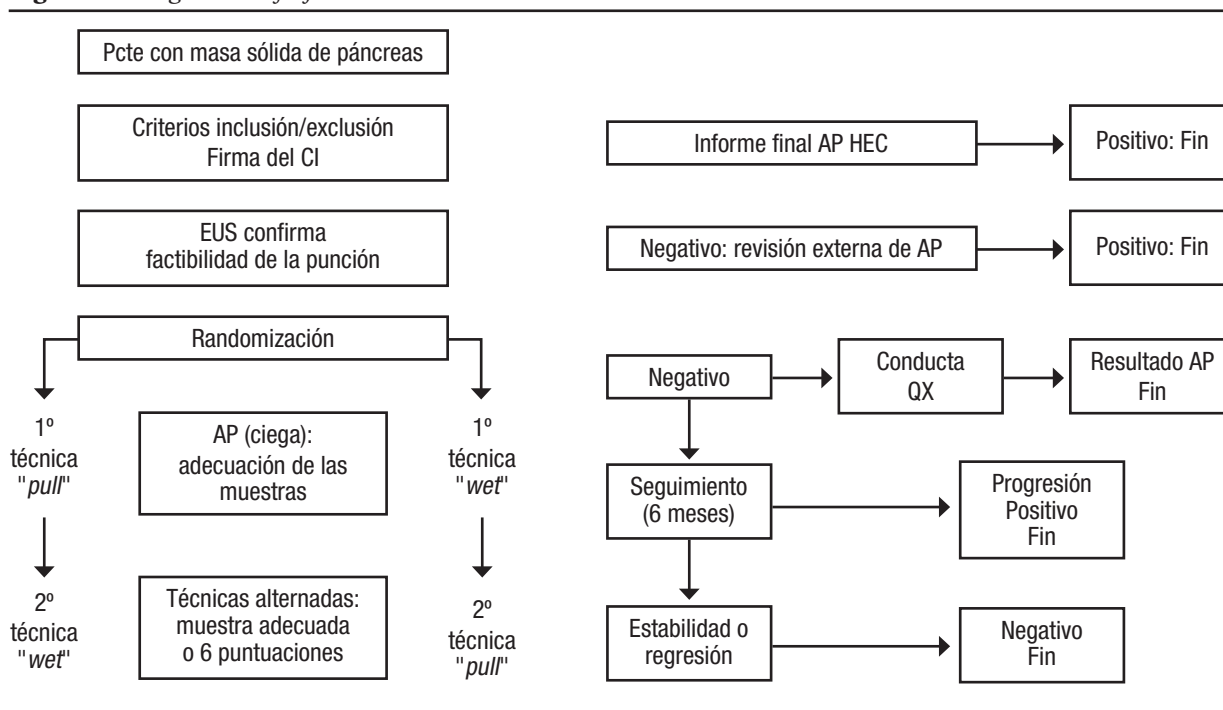 Pcte con masa sólida de páncreas
Criterios inclusión/exclusión
Firma del CI
EUS confirma
factibilidad de la punción
Randomización
1º
técnica
"pull"
AP (ciega):
adecuación de las
muestras
1º
técnica
"wet"
2º
técnica
"wet"
Técnicas alternadas:
muestra adecuada
o 6 puntuaciones
2º
técnica
"pull"
Informe final AP HEC
Positivo: Fin
Negativo: revisión externa de AP
Positivo: Fin
Negativo
Conducta
QX
Resultado AP
Fin
Seguimiento
(6 meses)
Progresión
Positivo
Fin
Estabilidad o
regresión
Negativo
Fin